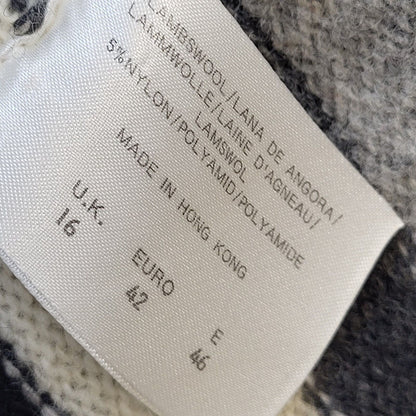 LAMBSWOOL/LANA DE ANGORA/
LAMMWOLLE/LAINE D'AGNEAU/
LAMSWOL
5%NYLON/POLYAMID/POLYAMIDE
MADE IN HONG KONG
U.K. EURO E
16 42 46